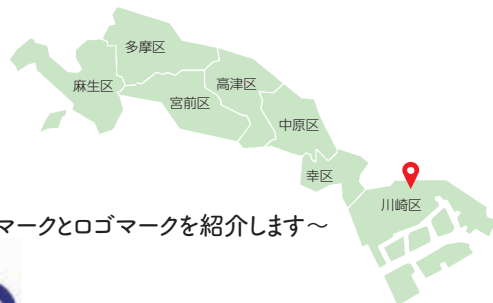 多摩区
麻生区
高津区
宮前区
中原区
幸区
川崎区
マークとロゴマークを紹介します～